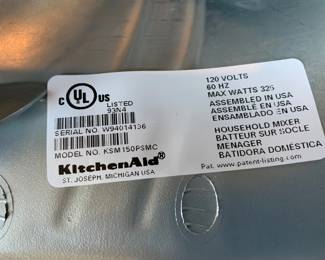 c UL US
LISTED
93N4
SERIAL NO. W94014136
MODEL NO. KSM150PSMC
KitchenAid®
ST. JOSEPH, MICHIGAN USA
120 VOLTS
60 HZ
MAX WATTS 325
ASSEMBLED IN USA
ASSEMBLÉ EN USA
ENSAMBLADO EN USA
HOUSEHOLD MIXER
BATTEUR SUR SOCLE
MENAGER
BATIDORA DOMÉSTICA
Pat. www.patent-listing.com